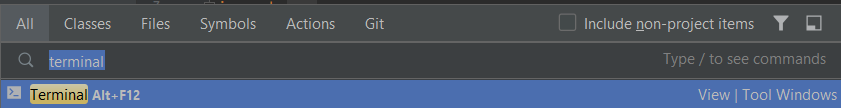 All Classes Files Symbols Actions Git Include non-project items
terminal Type / to see commands
Terminal Alt+F12 View | Tool Windows